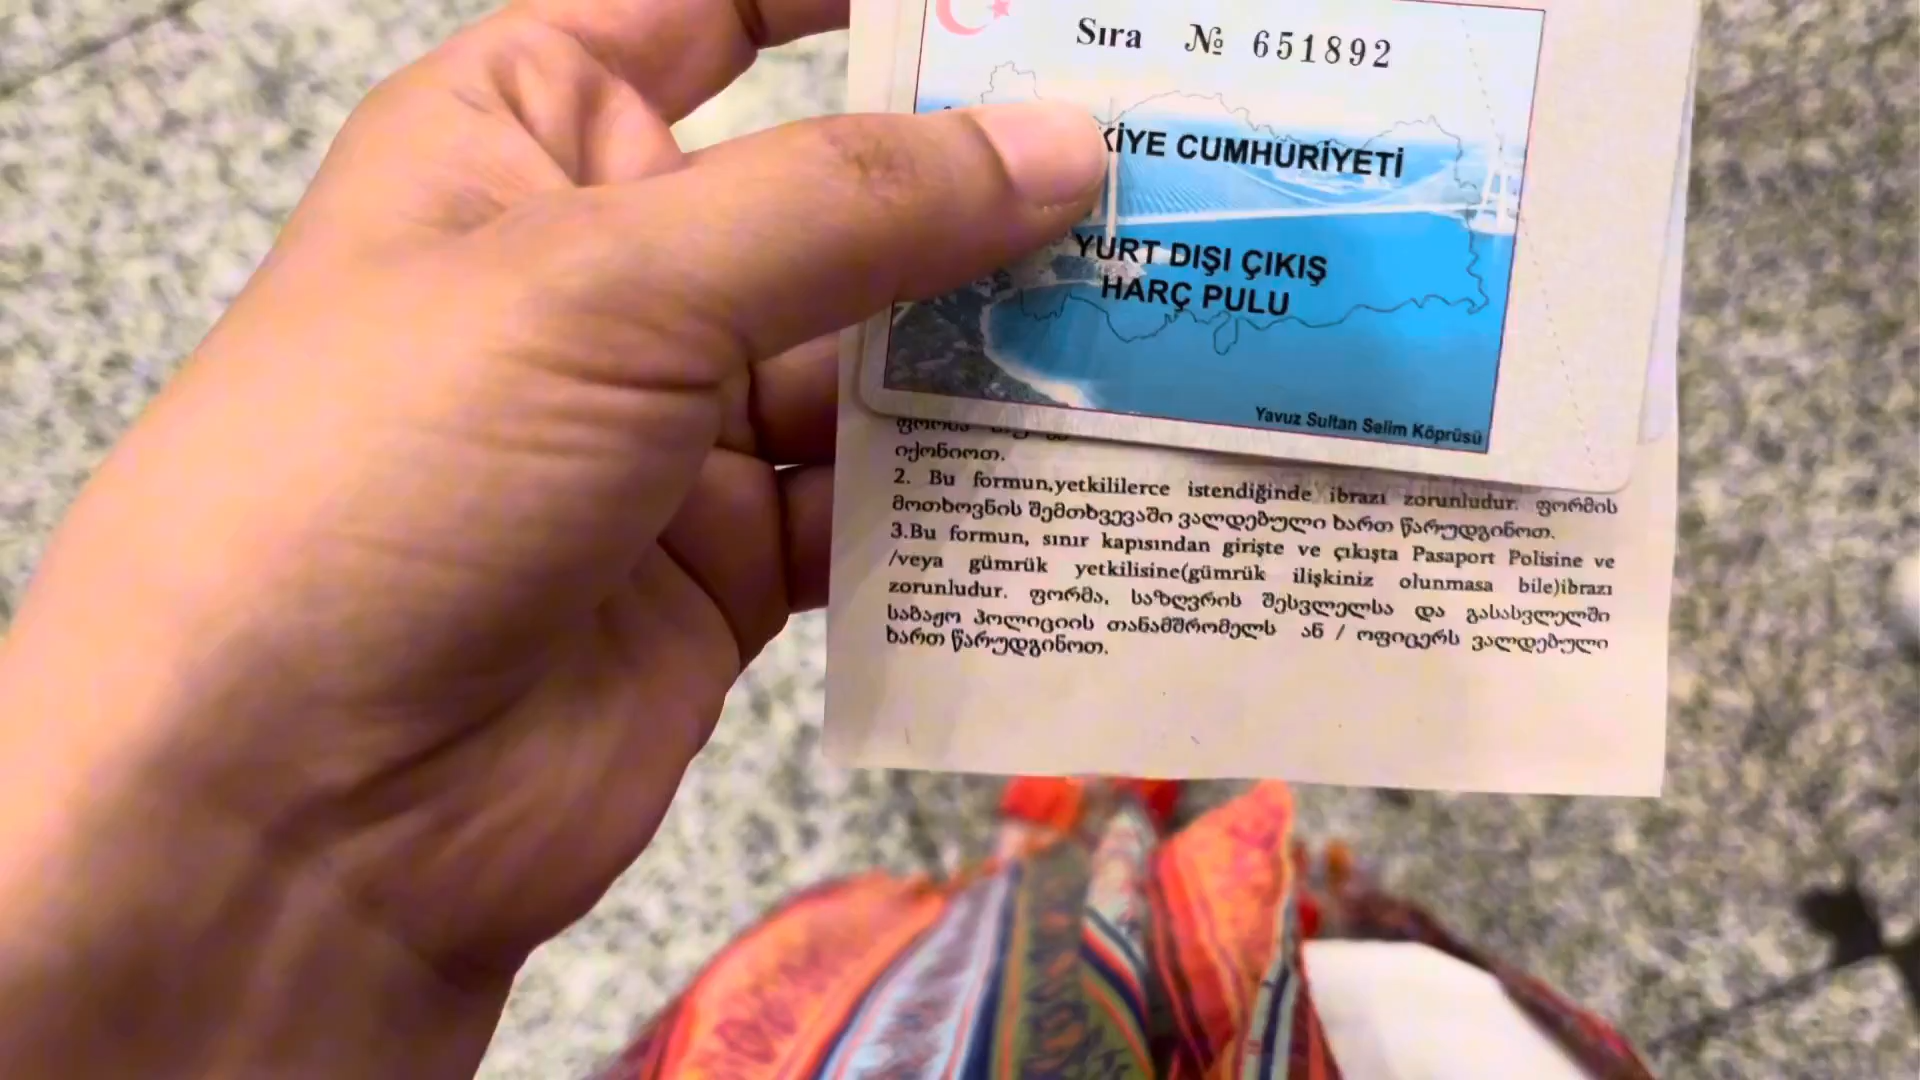 Sıra № 651892
KİYE CUMHURİYETİ
YURT DIŞI ÇIKIŞ
HARÇ PULU
Yavuz Sultan Selim Köprüsü
იქონიოთ.
2. Bu formun,yetkililerce istendiğinde ibrazı zorunludur. ფორმის
მოთხოვნის შემთხვევაში ვალდებული ხართ წარუდგინოთ.
3.Bu formun, sınır kapısından girişte ve çıkışta Pasaport Polisine ve
/veya gümrük yetkilisine(gümrük ilişkiniz olunmasa bile)ibrazı
zorunludur. ფორმა, საზღვრის შესვლელსა და გასასვლელში
საბაჟო პოლიციის თანამშრომელს ან / ოფიცერს ვალდებული
ხართ წარუდგინოთ.